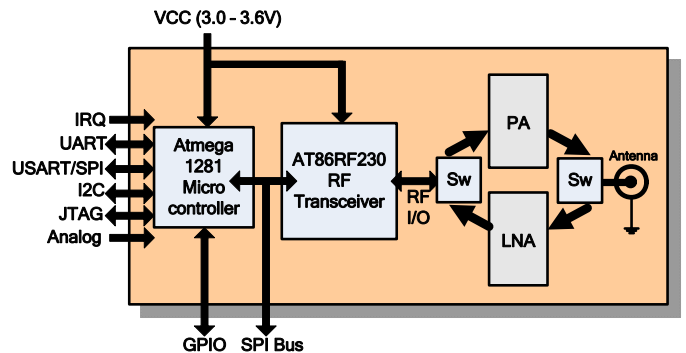 VCC (3.0 – 3.6V)
IRQ
UART
USART/SPI
I2C
JTAG
Analog
Atmega
1281
Micro
controller
AT86RF230
RF
Transceiver
RF
I/O
Sw
PA
LNA
Sw
Antenna
GPIO
SPI Bus